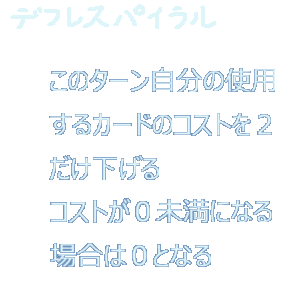 デフレスパイラル
このターン自分の使用
するカードのコストを２
だけ下げる
コストが０未満になる
場合は０となる